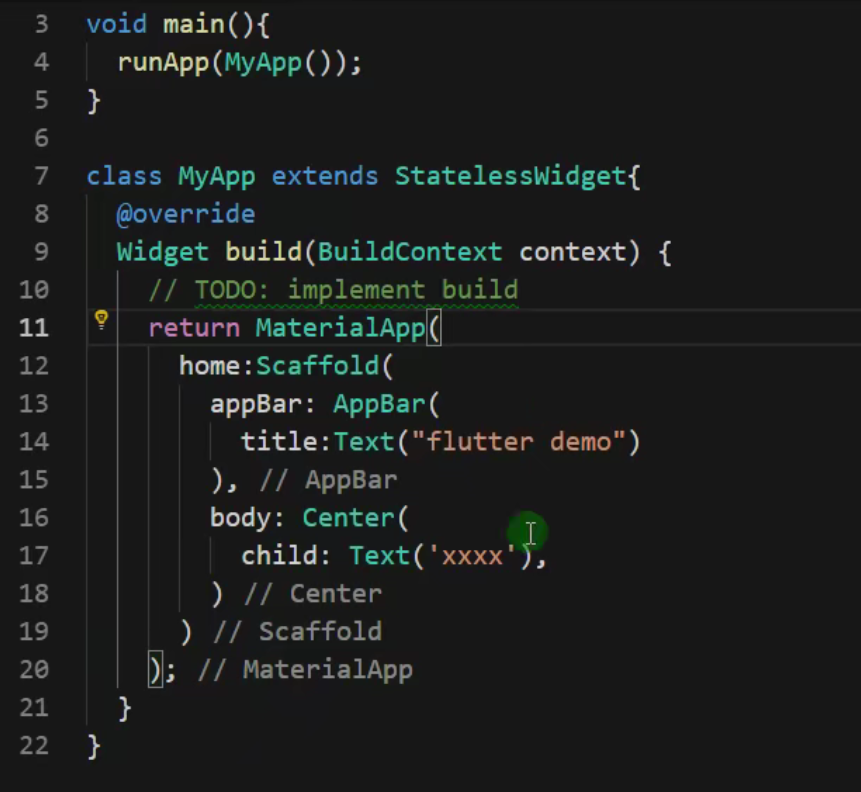 3 void main(){
4 runApp(MyApp());
5 }
6
7 class MyApp extends StatelessWidget{
8 @override
9 Widget build(BuildContext context) {
10 // TODO: implement build
11 return MaterialApp(
12 home:Scaffold(
13 appBar: AppBar(
14 title:Text("flutter demo")
15 ), // AppBar
16 body: Center(
17 child: Text('xxxx'),
18 ) // Center
19 ) // Scaffold
20 ); // MaterialApp
21 }
22 }